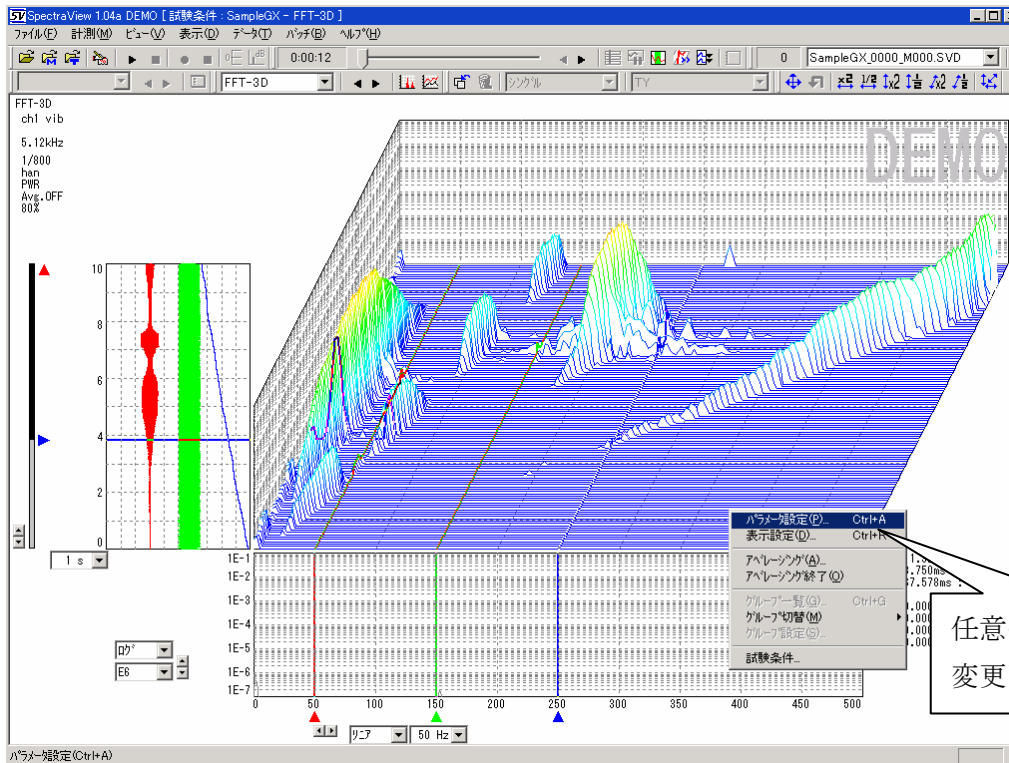 SpectraView 1.04a DEMO [ 試験条件 : SampleGX - FFT-3D ]
ファイル(F) 計測(M) ビュー(V) 表示(D) データ(T) バッチ(B) ヘルプ(H)
0:00:12 0 SampleGX_0000_M000.SVD
FFT-3D シングル TY
FFT-3D
ch1 vib
5.12kHz
1/800
han
PWR
Avg.OFF
80%
DEMO
10
8
6
4
2
0
1 s
パラメータ設定(P)... Ctrl+A
表示設定(D)...
アベレージング(A)...
アベレージング終了(O)
グループ一覧(G)... Ctrl+G
グループ切替(M)
グループ設定(S)...
試験条件...
.750ms
7.578ms :
任意
変更
1E-1
1E-2
1E-3
1E-4
1E-5
1E-6
1E-7
ログ
E6
0 50 100 150 200 250 300 350 400 450 500
リニア 50 Hz
パラメータ設定(Ctrl+A)